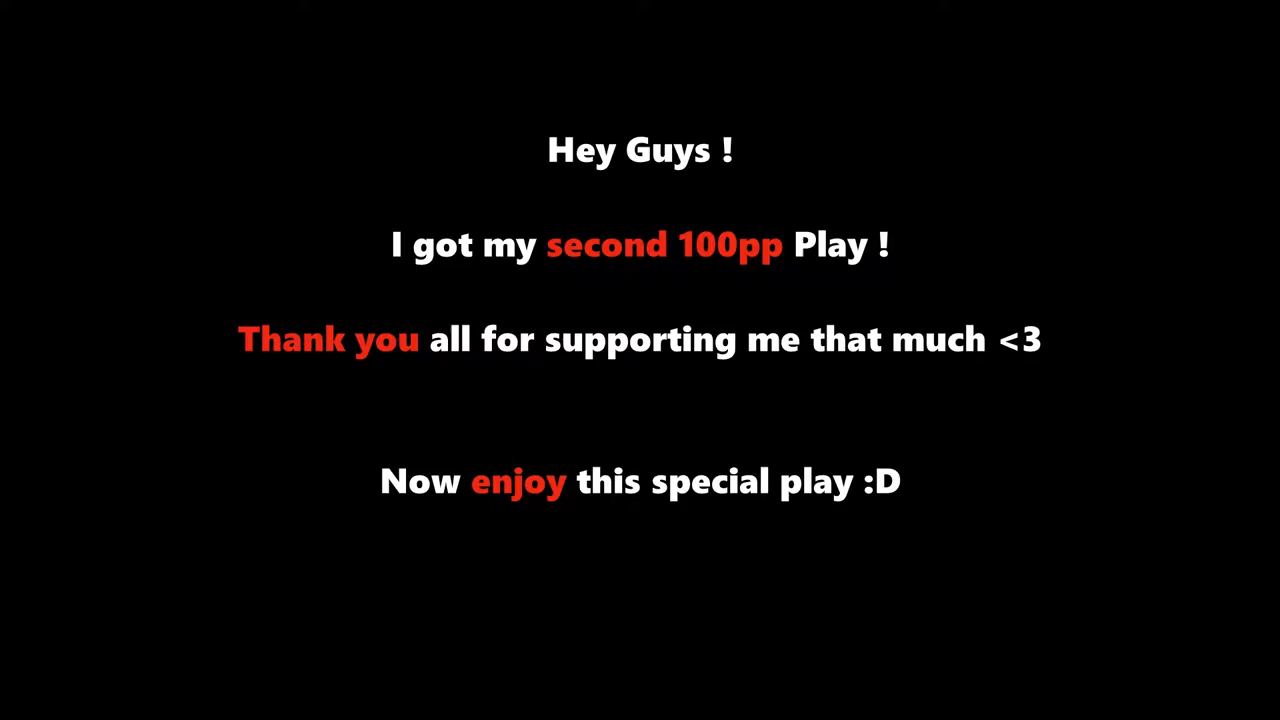 Hey Guys !
I got my second 100pp Play !
Thank you all for supporting me that much <3
Now enjoy this special play :D